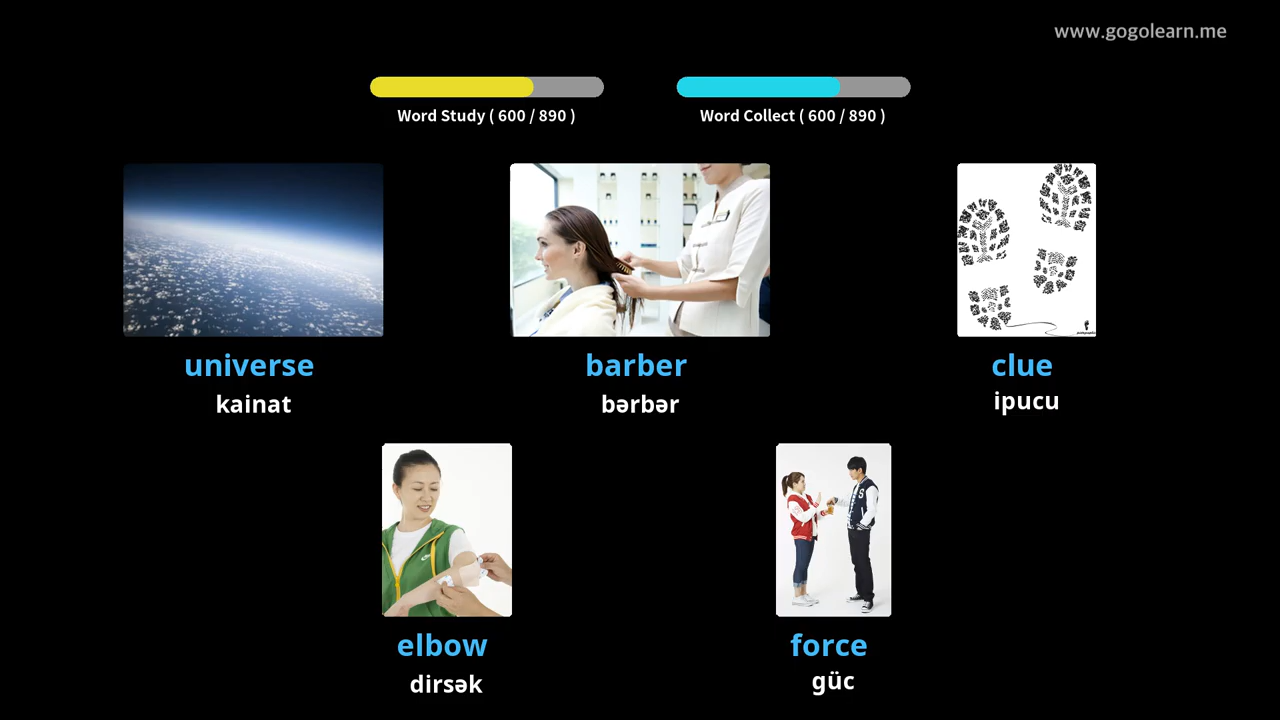 www.gogolearn.me
Word Study ( 600 / 890 )
Word Collect ( 600 / 890 )
universe
kainat
barber
bərbər
clue
ipucu
elbow
dirsək
force
güc